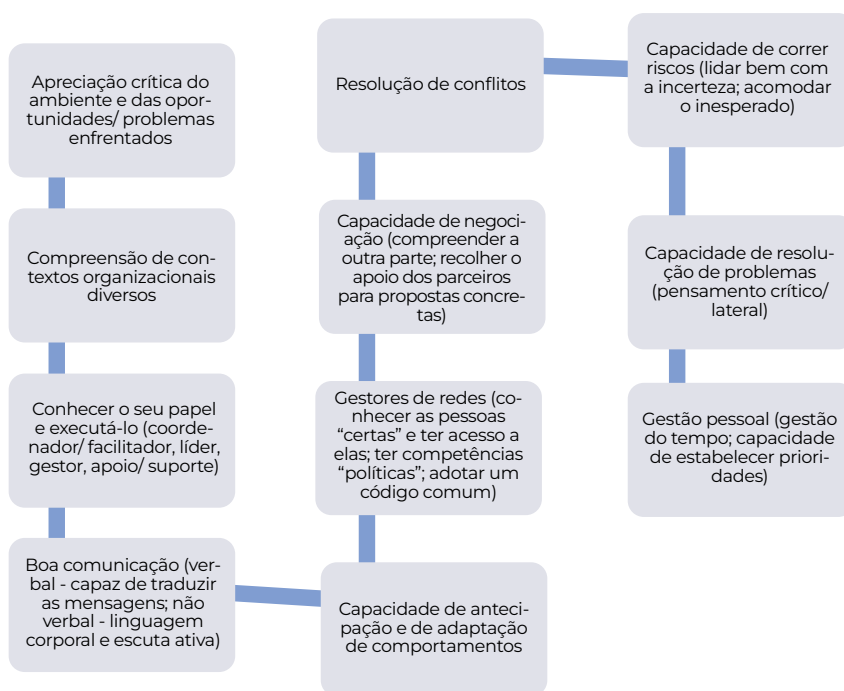 Apreciação crítica do
ambiente e das opor-
tunidades/ problemas
enfrentados
Compreensão de con-
textos organizacionais
diversos
Conhecer o seu papel
e executá-lo (coorde-
nador/ facilitador, líder,
gestor, apoio/ suporte)
Boa comunicação (ver-
bal - capaz de traduzir
as mensagens; não
verbal - linguagem
corporal e escuta ativa)
Capacidade de anteci-
pação e de adaptação
de comportamentos
Gestores de redes (co-
nhecer as pessoas
“certas” e ter acesso a
elas; ter competências
“políticas”; adotar um
código comum)
Capacidade de negoci-
ação (compreender a
outra parte; recolher o
apoio dos parceiros
para propostas concre-
tas)
Resolução de conflitos
Capacidade de correr
riscos (lidar bem com
a incerteza; acomodar
o inesperado)
Capacidade de resolu-
ção de problemas
(pensamento crítico/
lateral)
Gestão pessoal (gestão
do tempo; capacidade
de estabelecer priori-
dades)